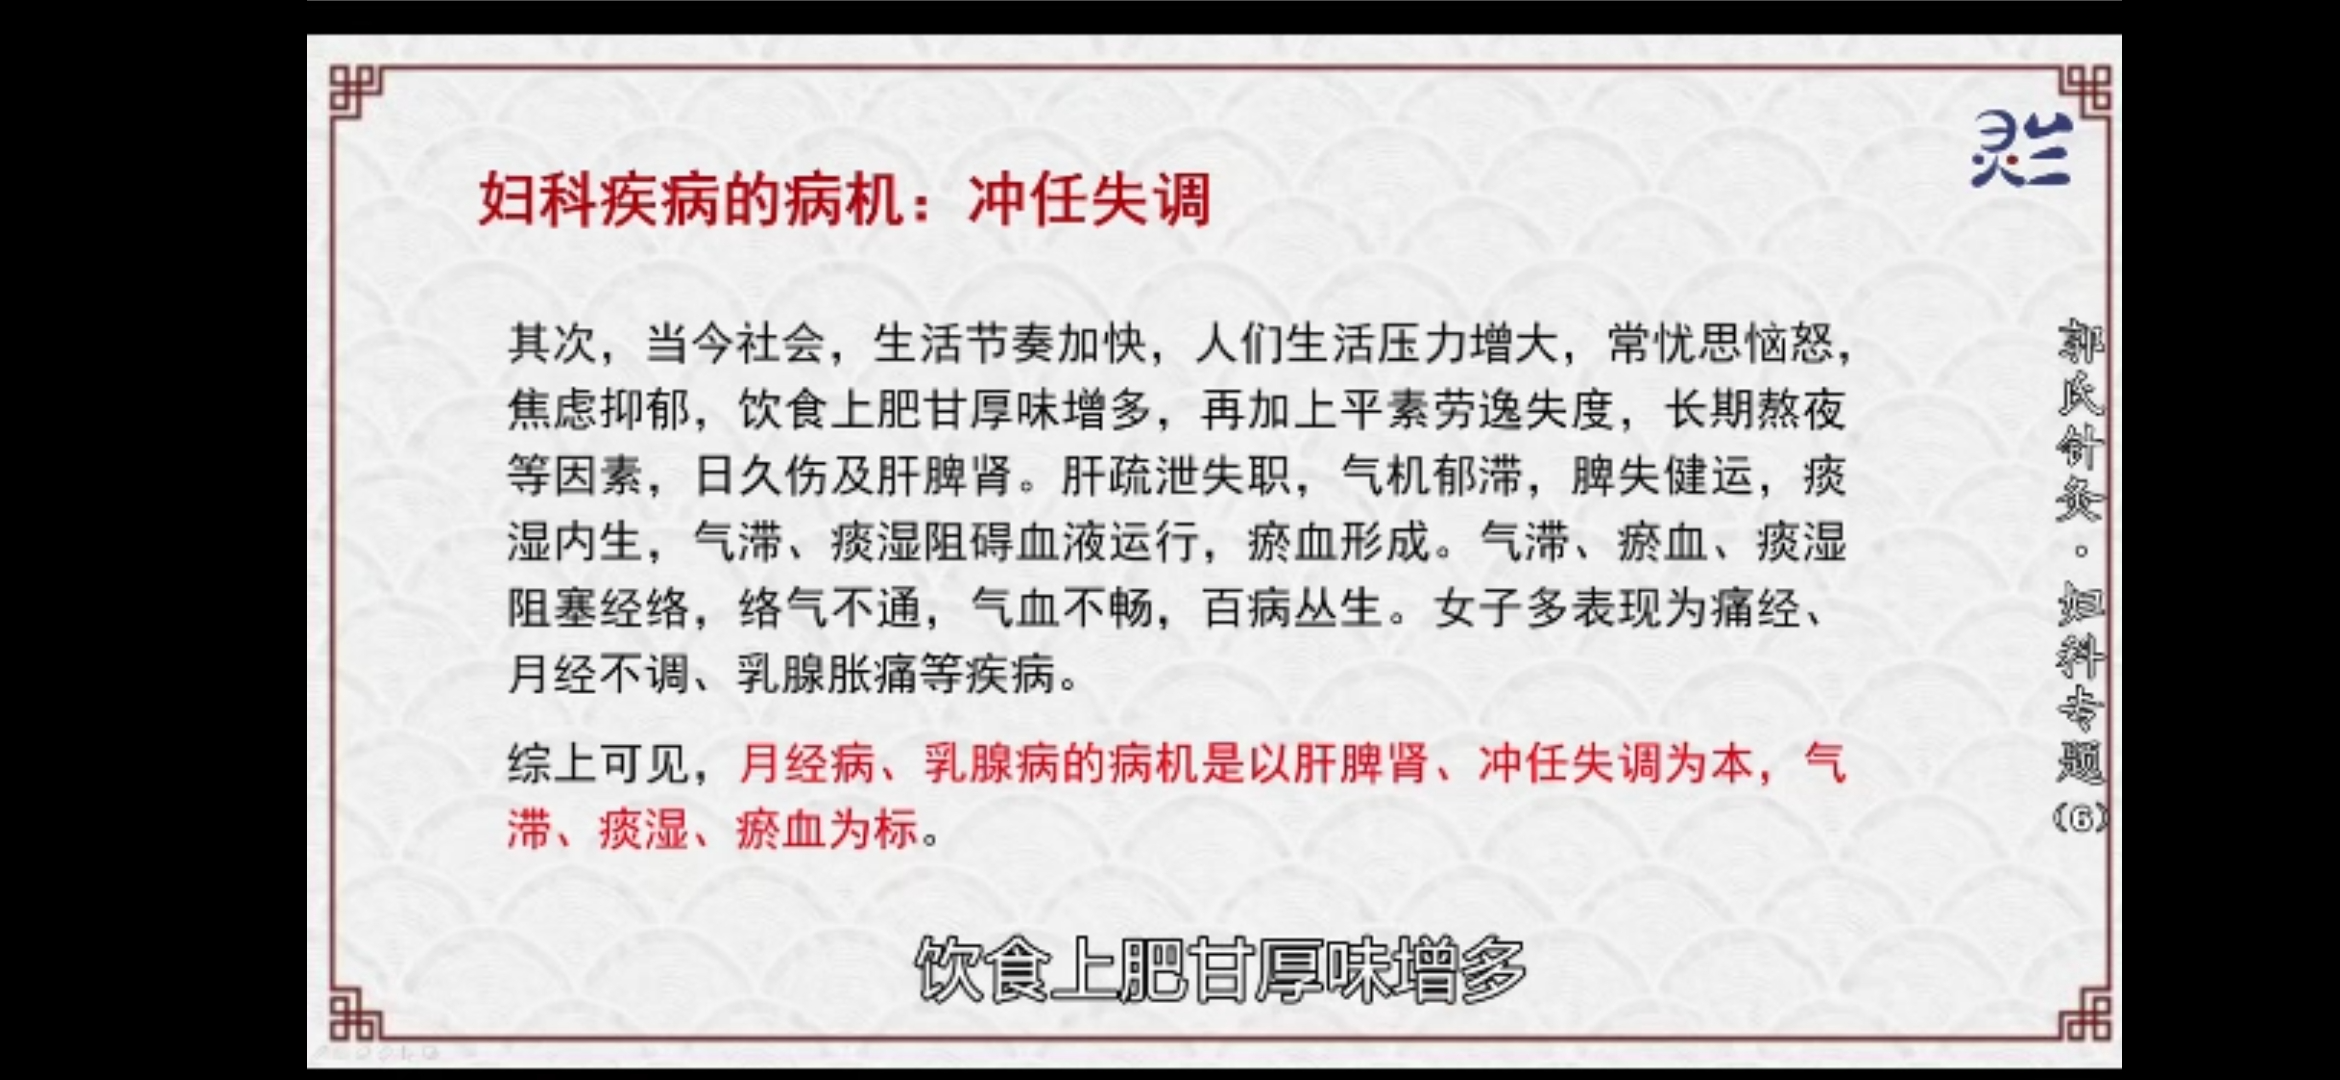 灵兰
妇科疾病的病机：冲任失调
其次，当今社会，生活节奏加快，人们生活压力增大，常忧思恼怒，
焦虑抑郁，饮食上肥甘厚味增多，再加上平素劳逸失度，长期熬夜
等因素，日久伤及肝脾肾。肝疏泄失职，气机郁滞，脾失健运，痰
湿内生，气滞、痰湿阻碍血液运行，瘀血形成。气滞、瘀血、痰湿
阻塞经络，络气不通，气血不畅，百病丛生。女子多表现为痛经、
月经不调、乳腺胀痛等疾病。
综上可见，月经病、乳腺病的病机是以肝脾肾、冲任失调为本，气
滞、痰湿、瘀血为标。
郭氏针灸。妇科专题(6)
饮食上肥甘厚味增多